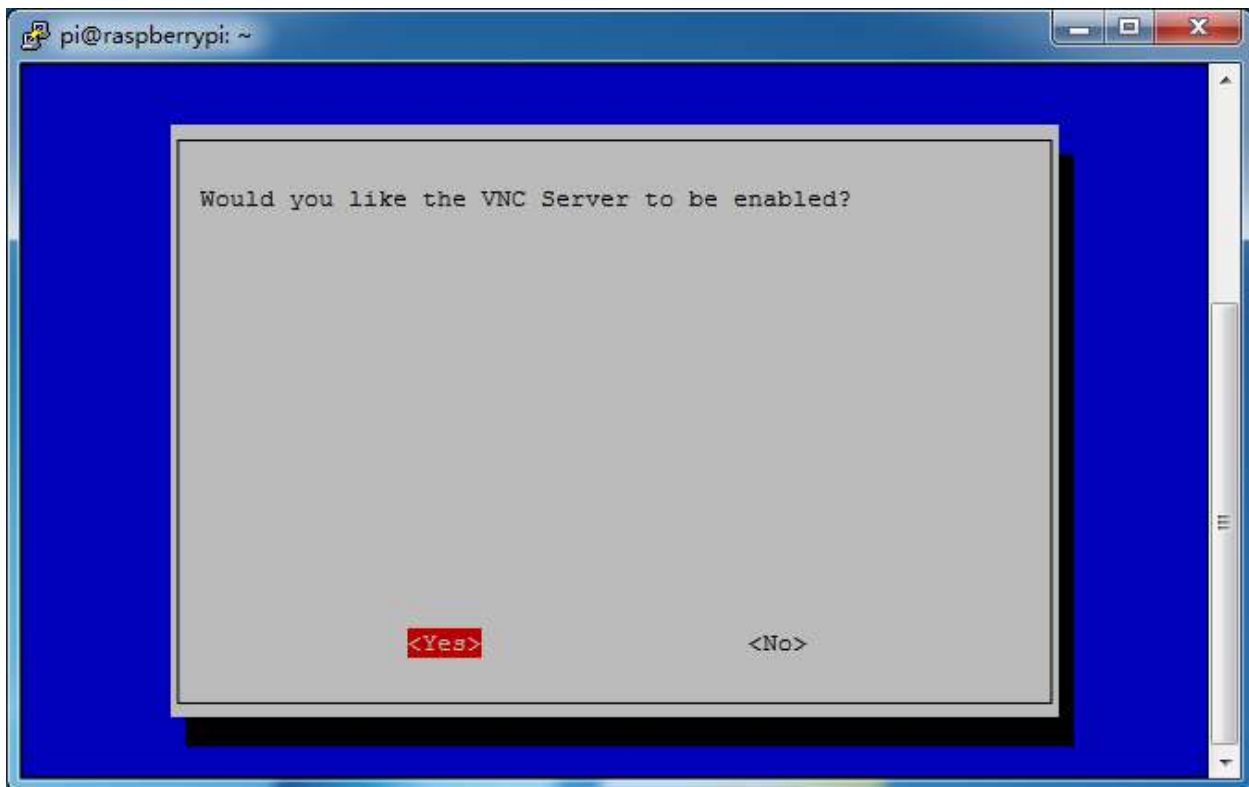 pi@raspberrypi: ~
Would you like the VNC Server to be enabled?
<Yes> <No>